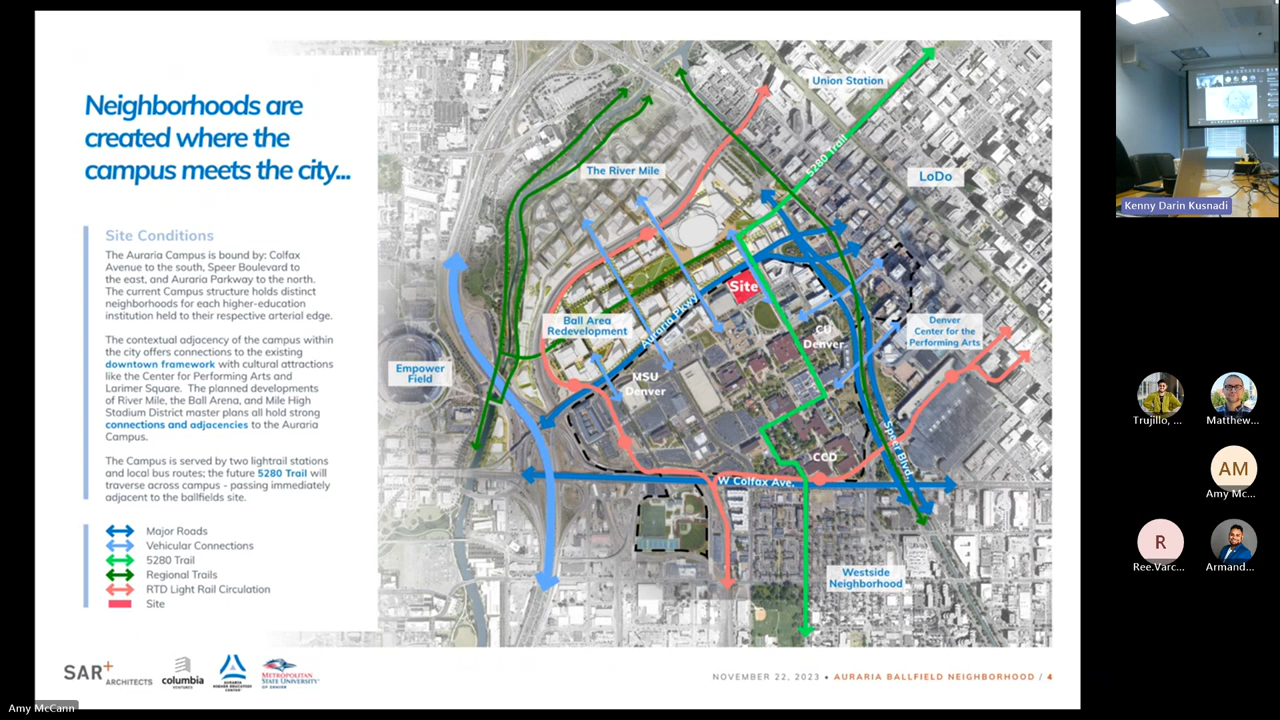 Neighborhoods are
created where the
campus meets the city...
Site Conditions
The Auraria Campus is bound by: Colfax
Avenue to the south, Speer Boulevard to
the east, and Auraria Parkway to the north.
The current Campus structure holds distinct
neighborhoods for each higher-education
institution held to their respective arterial edge.
The contextual adjacency of the campus within
the city offers connections to the existing
downtown framework with cultural attractions
like the Center for Performing Arts and
Larimer Square. The planned developments
of River Mile, the Ball Arena, and Mile High
Stadium District master plans all hold strong
connections and adjacencies to the Auraria
Campus.
The Campus is served by two lightrail stations
and local bus routes; the future 5280 Trail will
traverse across campus - passing immediately
adjacent to the ballfields site.
Major Roads
Vehicular Connections
5280 Trail
Regional Trails
RTD Light Rail Circulation
Site
Union Station
5280 Trail
The River Mile
LoDo
Site
Ball Area
Redevelopment
Auraria Pkwy
CU
Denver
Denver
Center for the
Performing Arts
Empower
Field
MSU
Denver
CCD
Speer Blvd.
W Colfax Ave.
Westside
Neighborhood
SAR+
ARCHITECTS
columbia
VENTURES
AURARIA
HIGHER EDUCATION
CENTER
METROPOLITAN
STATE UNIVERSITY
OF DENVER
NOVEMBER 22, 2023 • AURARIA BALLFIELD NEIGHBORHOOD / 4
Amy McCann
Kenny Darin Kusnadi
Trujillo, ...
Matthew...
AM
Amy Mc...
R
Ree.Varc...
Armand...